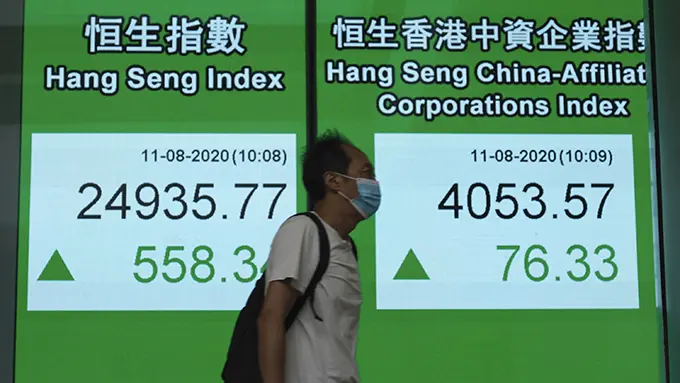 恒生指數
Hang Seng Index
11-08-2020 (10:08)
24935.77
▲ 558.34
恒生香港中資企業指
Hang Seng China-Affiliat
Corporations Index
11-08-2020 (10:09)
4053.57
▲ 76.33